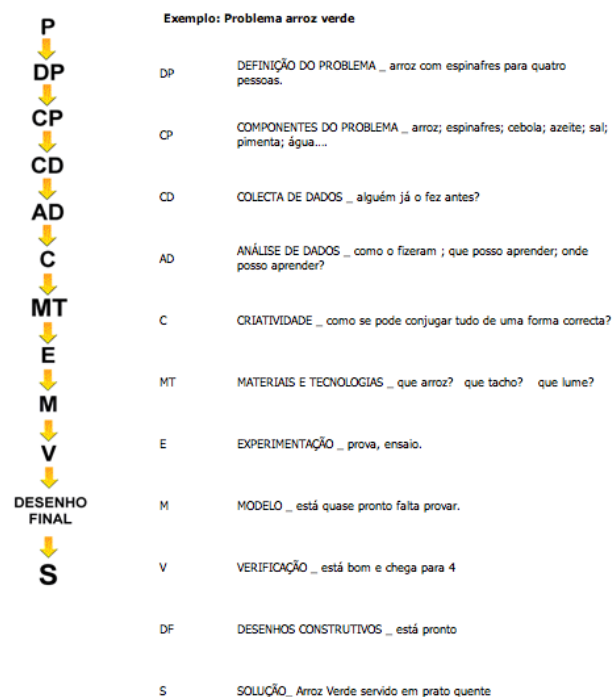 P
DP
CP
CD
AD
C
MT
E
M
V
DESENHO
FINAL
S
Exemplo: Problema arroz verde
DP DEFINIÇÃO DO PROBLEMA _ arroz com espinafres para quatro
pessoas.
CP COMPONENTES DO PROBLEMA _ arroz; espinafres; cebola; azeite; sal;
pimenta; água....
CD COLECTA DE DADOS _ alguém já o fez antes?
AD ANÁLISE DE DADOS _ como o fizeram ; que posso aprender; onde
posso aprender?
C CRIATIVIDADE _ como se pode conjugar tudo de uma forma correcta?
MT MATERIAIS E TECNOLOGIAS _ que arroz? que tacho? que lume?
E EXPERIMENTAÇÃO _ prova, ensaio.
M MODELO _ está quase pronto falta provar.
V VERIFICAÇÃO _ está bom e chega para 4
DF DESENHOS CONSTRUTIVOS _ está pronto
S SOLUÇÃO_ Arroz Verde servido em prato quente